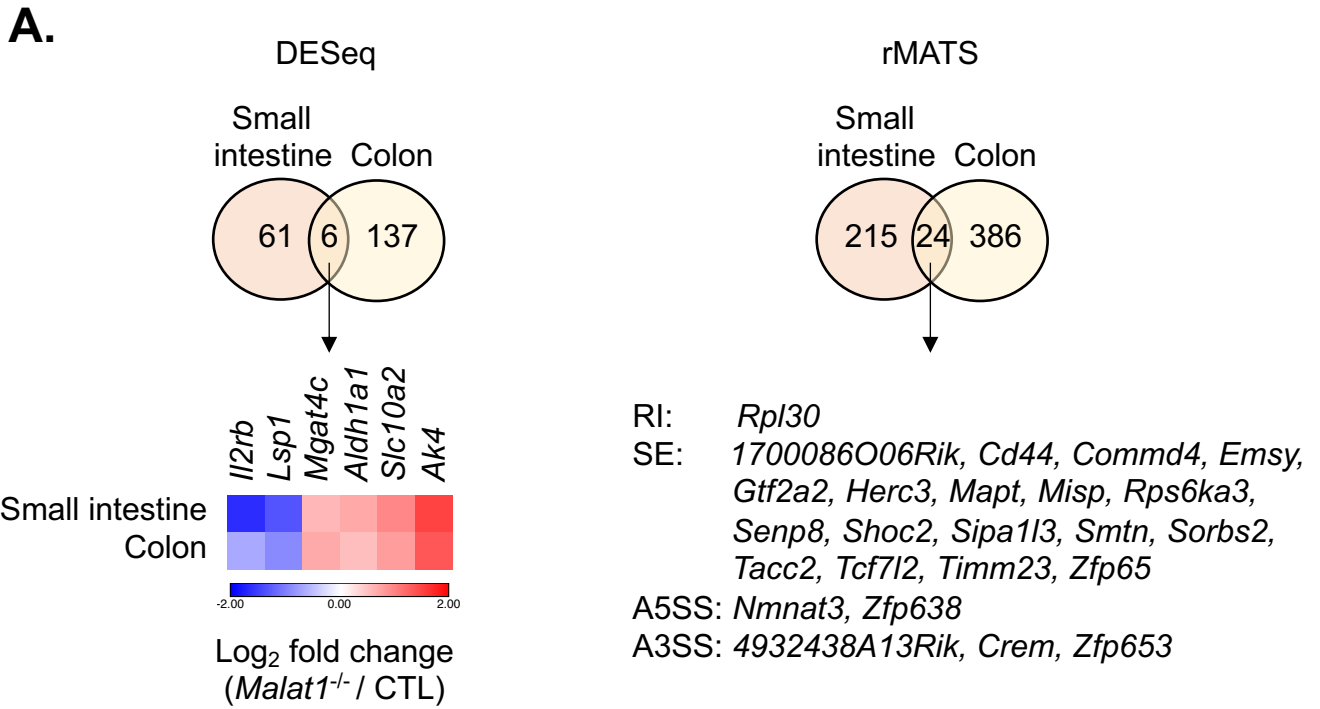 A.
DESeq
Small
intestine Colon
61 6 137
Il2rb Lsp1 Mgat4c Aldh1a1 Slc10a2 Ak4
Small intestine
Colon
-2.00 0.00 2.00
Log2 fold change
(Malat1-/- / CTL)
rMATS
Small
intestine Colon
215 24 386
RI: Rpl30
SE: 1700086O06Rik, Cd44, Commd4, Emsy,
Gtf2a2, Herc3, Mapt, Misp, Rps6ka3,
Senp8, Shoc2, Sipa1l3, Smtn, Sorbs2,
Tacc2, Tcf7l2, Timm23, Zfp65
A5SS: Nmnat3, Zfp638
A3SS: 4932438A13Rik, Crem, Zfp653